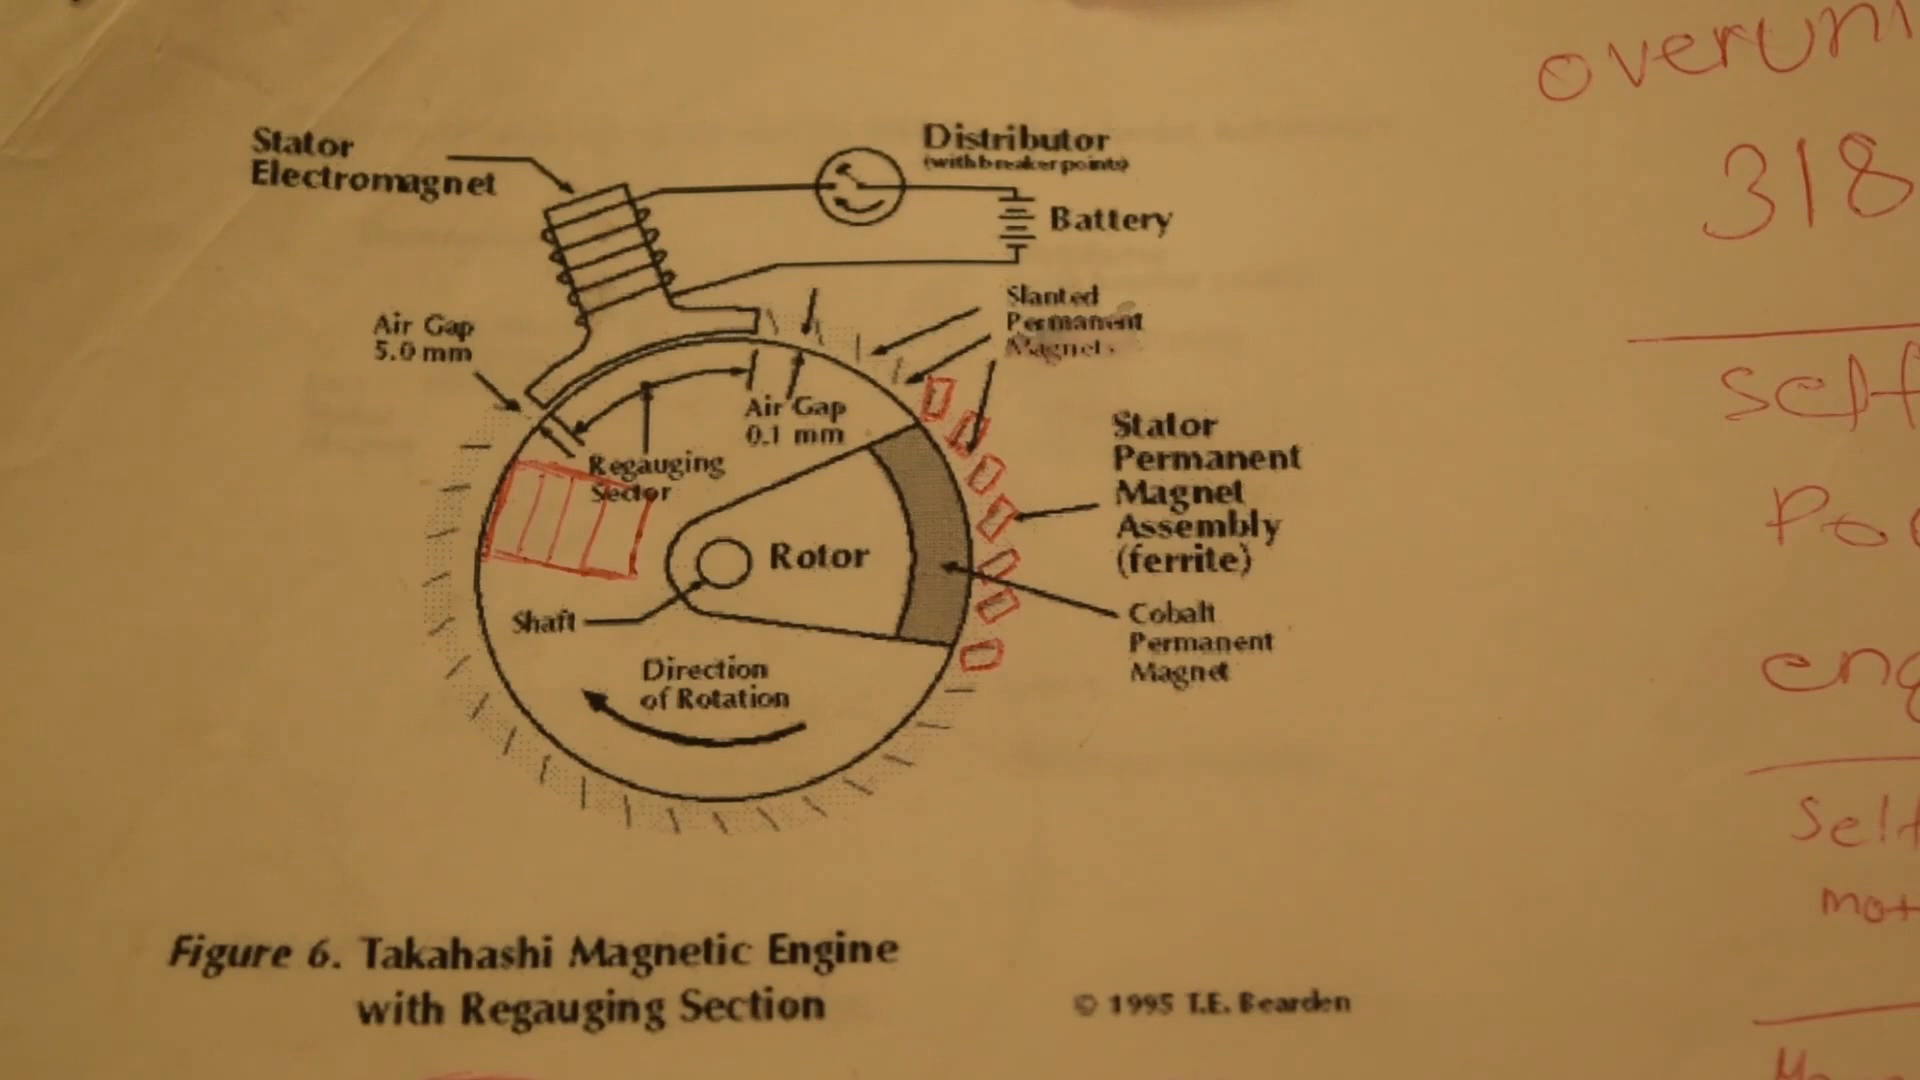 overuni
318
Stator
Electromagnet
Distributor
(with breaker points)
Battery
Slanted
Permanent
Magnets
Air Gap
5.0 mm
Air Gap
0.1 mm
Regauging
Sector
Stator
Permanent
Magnet
Assembly
(ferrite)
Rotor
Shaft
Cobalt
Permanent
Magnet
Direction
of Rotation
self
Po
eng
self
mot
Figure 6. Takahashi Magnetic Engine
with Regauging Section
© 1995 T.E. Bearden